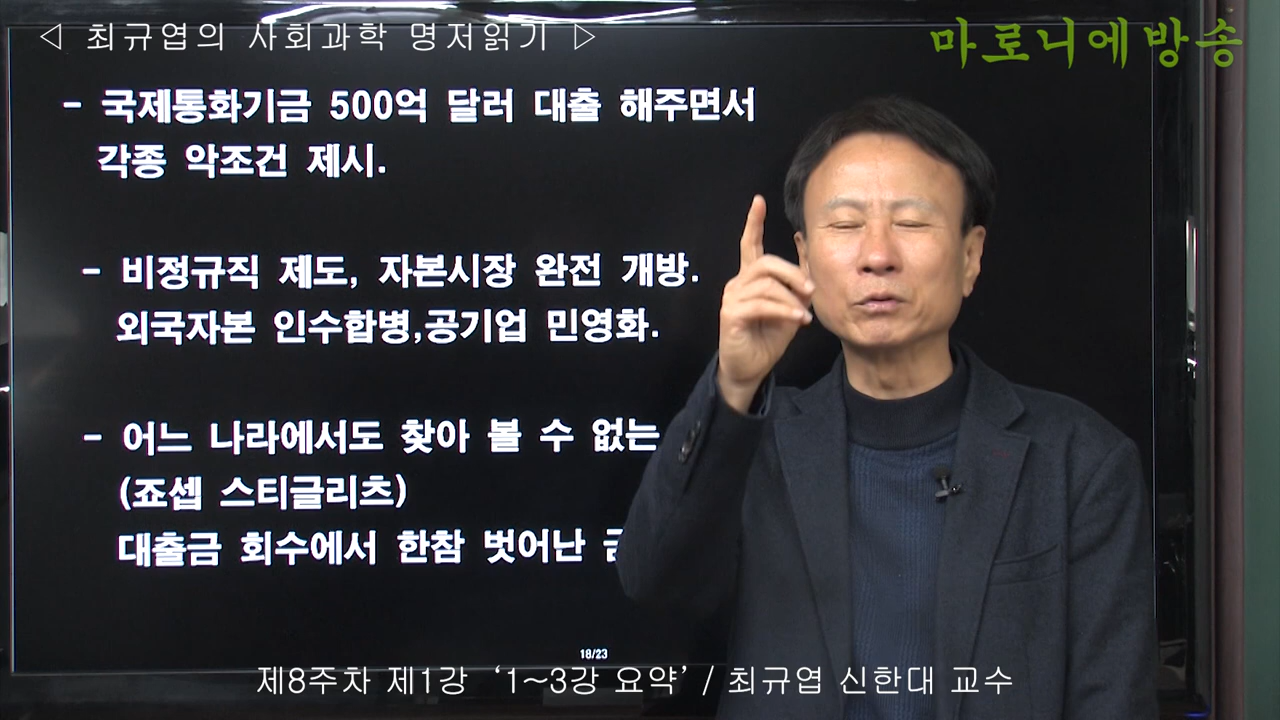 ◁ 최규엽의 사회과학 명저읽기 ▷
마로니에방송
- 국제통화기금 500억 달러 대출 해주면서
각종 악조건 제시.
- 비정규직 제도, 자본시장 완전 개방.
외국자본 인수합병,공기업 민영화.
- 어느 나라에서도 찾아 볼 수 없는
(죠셉 스티글리츠)
대출금 회수에서 한참 벗어난
18/23
제8주차 제1강 ‘1~3강 요약’ / 최규엽 신한대 교수